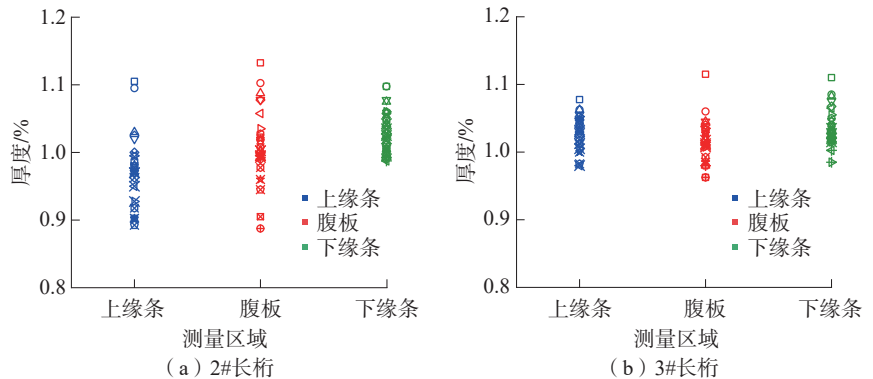 1.2
1.1
1.0
0.9
0.8
厚度/%
上缘条
腹板
下缘条
上缘条 腹板 下缘条
测量区域
（a）2#长桁
1.2
1.1
1.0
0.9
0.8
厚度/%
上缘条
腹板
下缘条
上缘条 腹板 下缘条
测量区域
（b）3#长桁